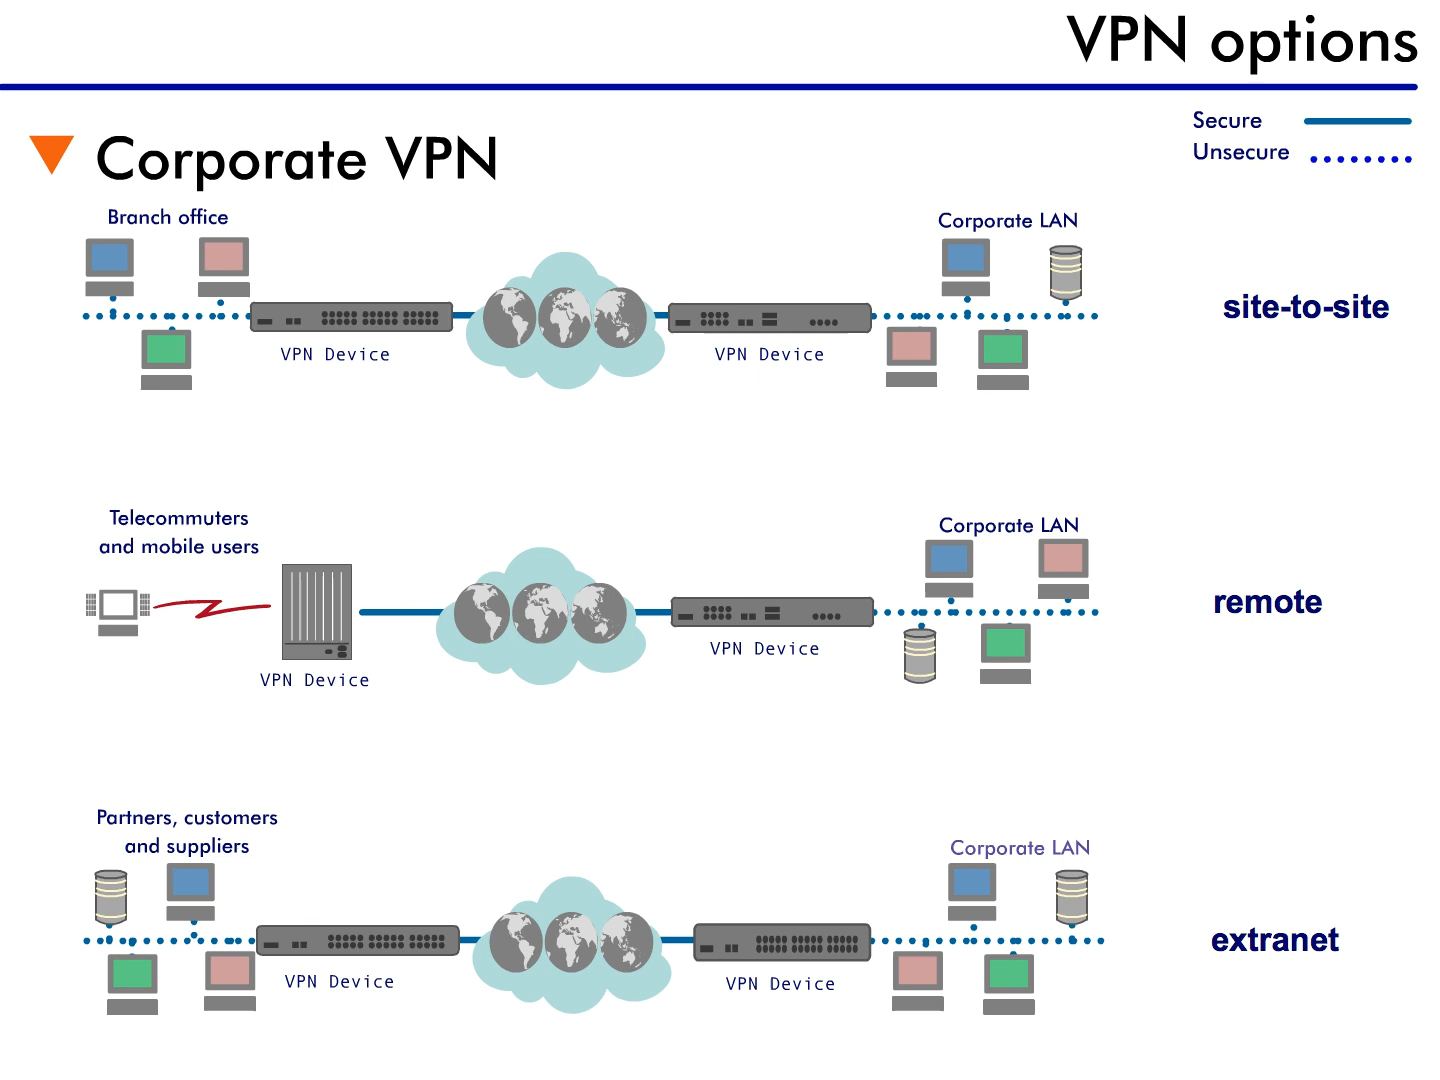 VPN options
Secure
Unsecure
Corporate VPN
Branch office
Corporate LAN
site-to-site
VPN Device
VPN Device
Telecommuters
and mobile users
Corporate LAN
remote
VPN Device
VPN Device
Partners, customers
and suppliers
Corporate LAN
extranet
VPN Device
VPN Device